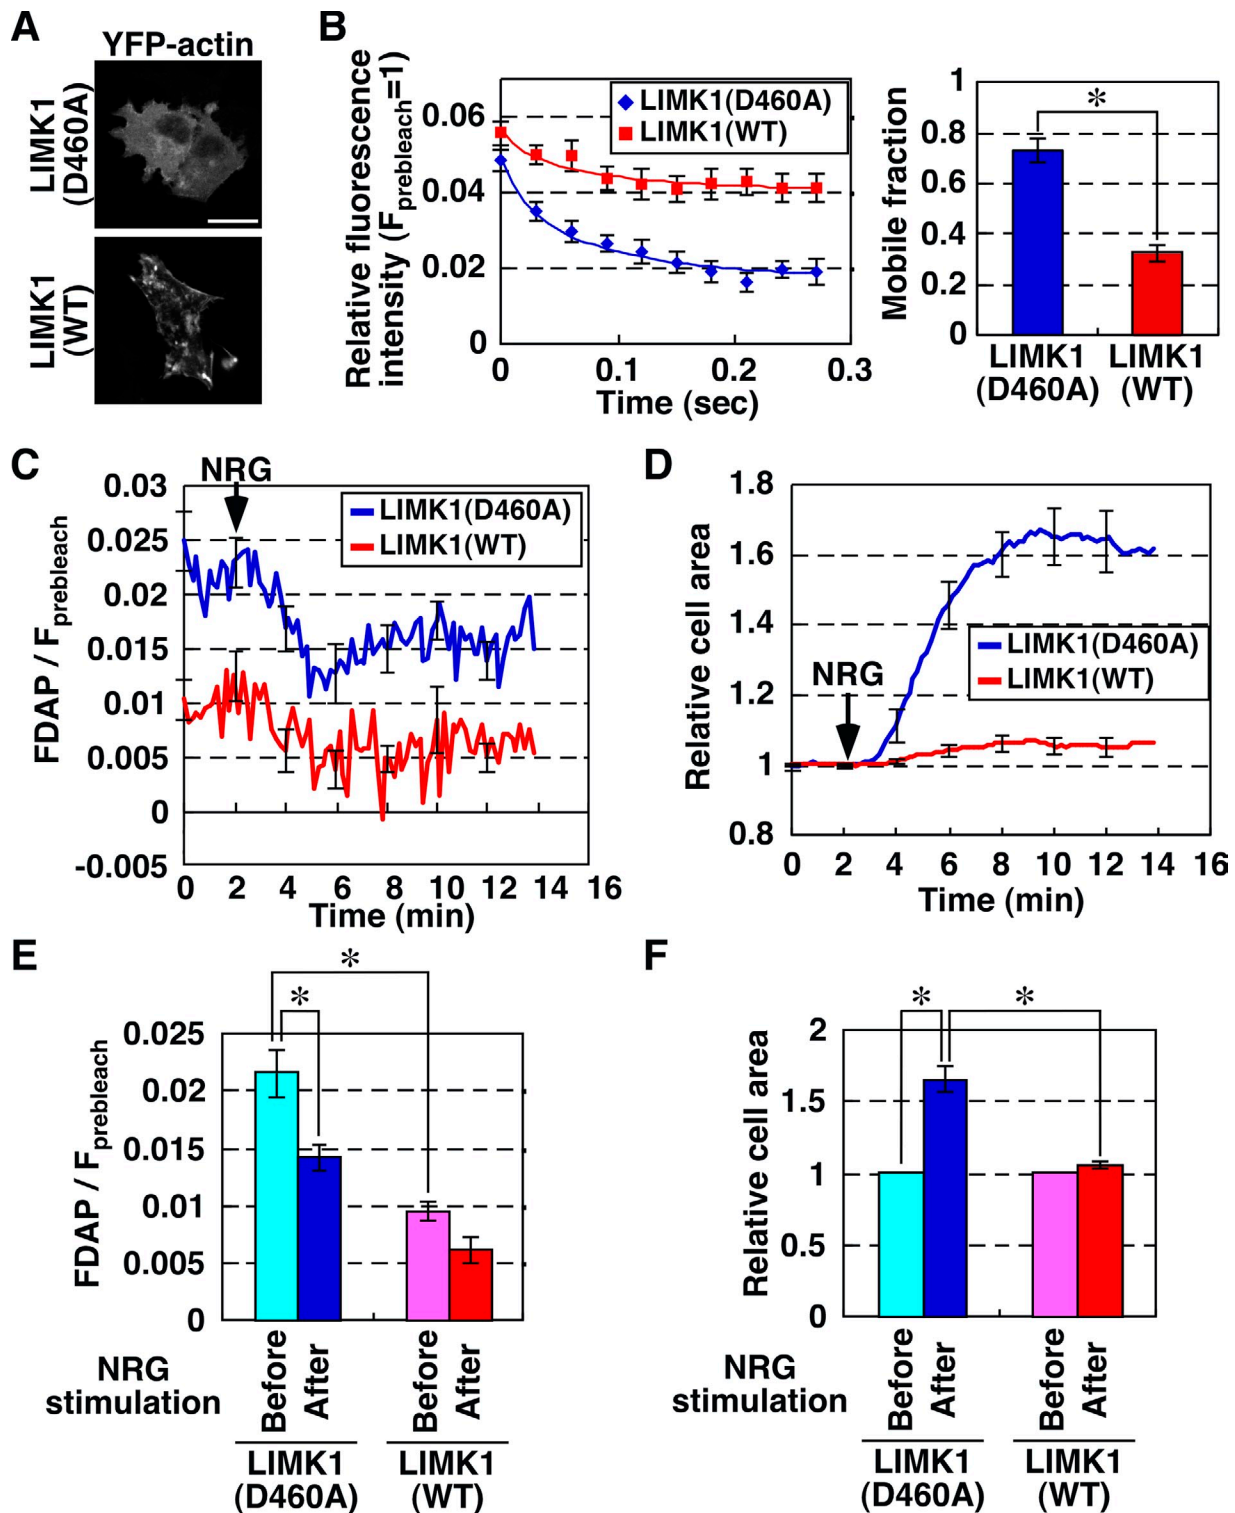 A
YFP-actin
LIMK1
(D460A)
LIMK1
(WT)
B
Relative fluorescence
intensity (Fprebleach=1)
0.06
0.04
0.02
0
LIMK1(D460A)
LIMK1(WT)
0 0.1 0.2 0.3
Time (sec)
Mobile fraction
1
0.8
0.6
0.4
0.2
0
*
LIMK1
(D460A)
LIMK1
(WT)
C
NRG
FDAP / Fprebleach
0.03
0.025
0.02
0.015
0.01
0.005
0
-0.005
LIMK1(D460A)
LIMK1(WT)
0 2 4 6 8 10 12 14 16
Time (min)
D
Relative cell area
1.8
1.6
1.4
1.2
1
0.8
NRG
LIMK1(D460A)
LIMK1(WT)
0 2 4 6 8 10 12 14 16
Time (min)
E
*
*
FDAP / Fprebleach
0.025
0.02
0.015
0.01
0.005
0
NRG
stimulation
Before
After
Before
After
LIMK1
(D460A)
LIMK1
(WT)
F
* *
Relative cell area
2
1.5
1
0.5
0
NRG
stimulation
Before
After
Before
After
LIMK1
(D460A)
LIMK1
(WT)